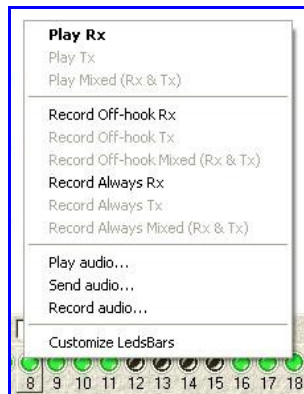 Play Rx
Play Tx
Play Mixed (Rx & Tx)
Record Off-hook Rx
Record Off-hook Tx
Record Off-hook Mixed (Rx & Tx)
Record Always Rx
Record Always Tx
Record Always Mixed (Rx & Tx)
Play audio...
Send audio...
Record audio...
Customize LedsBars
8 9 10 11 12 13 14 15 16 17 18